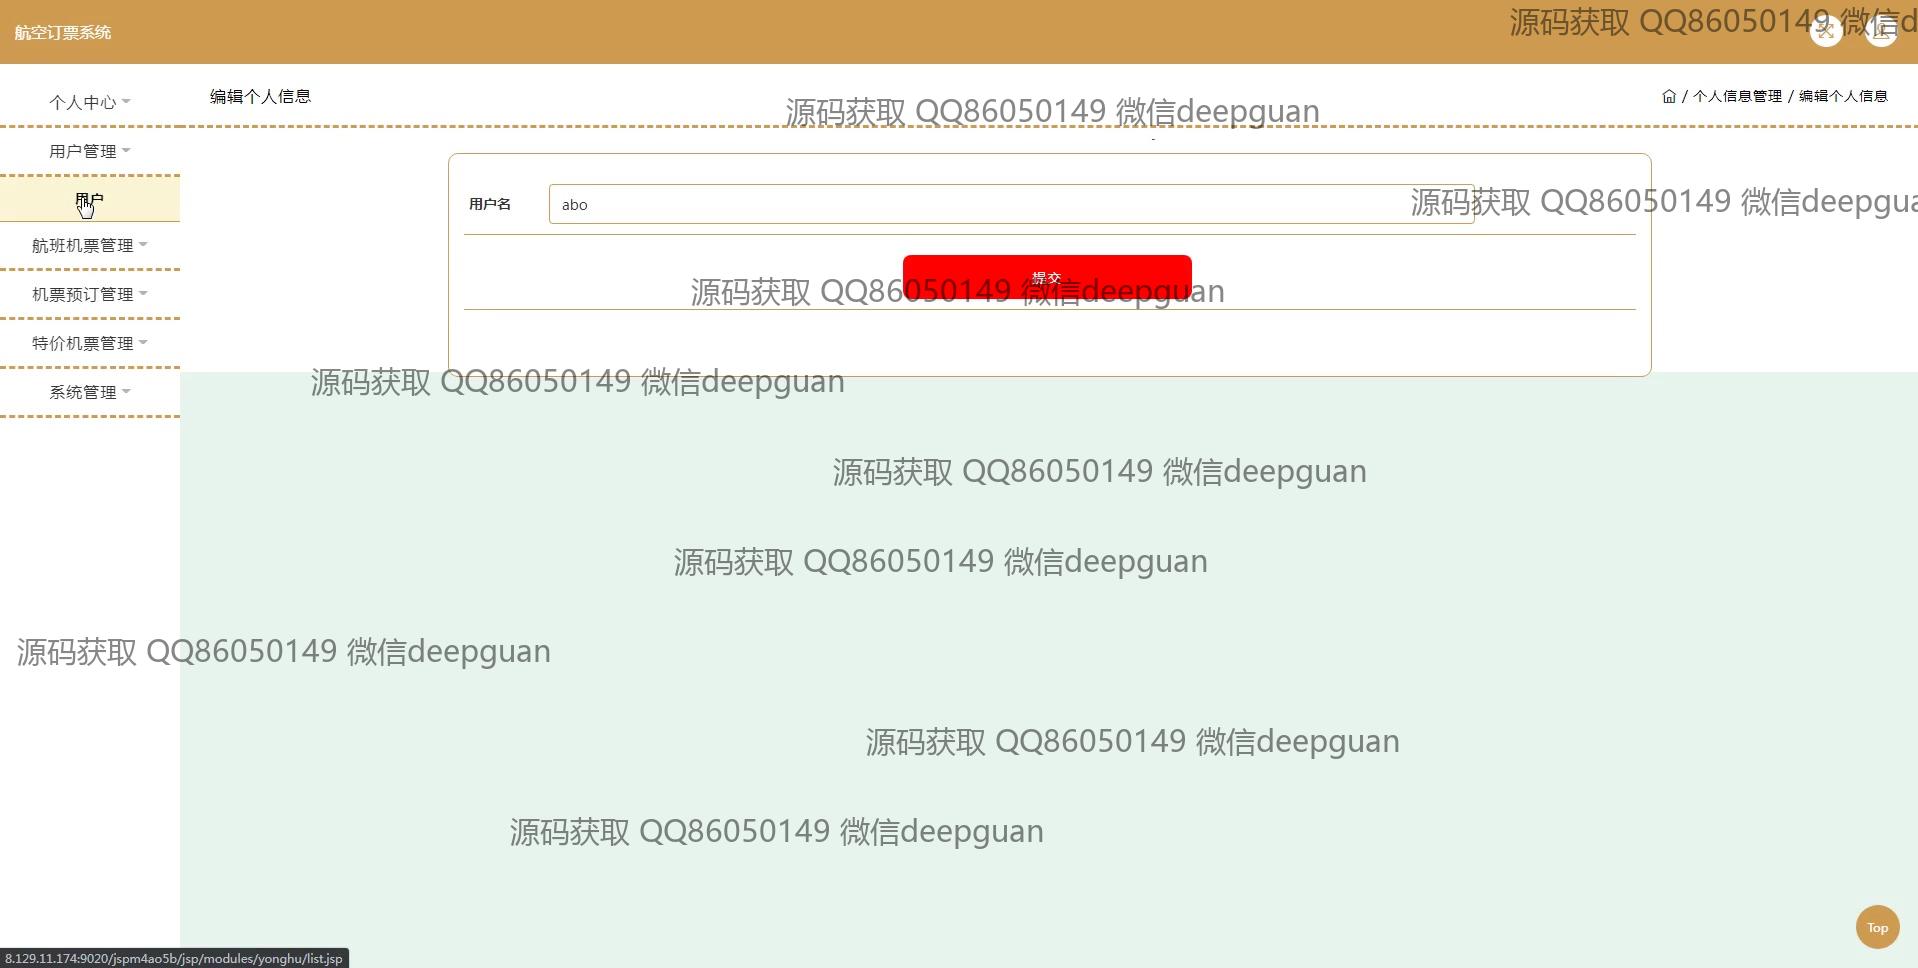 航空订票系统
源码获取 QQ86050149 微信d
个人中心
编辑个人信息
/ 个人信息管理 / 编辑个人信息
源码获取 QQ86050149 微信deepguan
用户管理
用户
用户名
abo
源码获取 QQ86050149 微信deepgua
航班机票管理
提交
源码获取 QQ86050149 微信deepguan
机票预订管理
特价机票管理
源码获取 QQ86050149 微信deepguan
系统管理
源码获取 QQ86050149 微信deepguan
源码获取 QQ86050149 微信deepguan
源码获取 QQ86050149 微信deepguan
源码获取 QQ86050149 微信deepguan
源码获取 QQ86050149 微信deepguan
Top
8.129.11.174:9020/jspm4ao5b/jsp/modules/yonghu/list.jsp